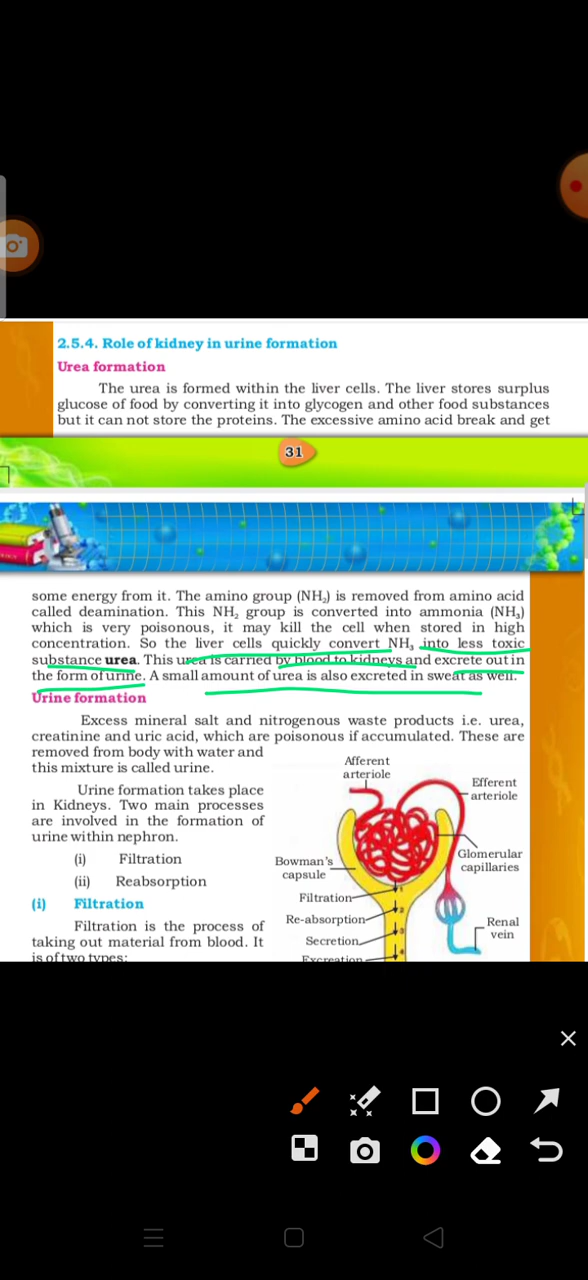 2.5.4. Role of kidney in urine formation
Urea formation
The urea is formed within the liver cells. The liver stores surplus
glucose of food by converting it into glycogen and other food substances
but it can not store the proteins. The excessive amino acid break and get
31
some energy from it. The amino group (NH₂) is removed from amino acid
called deamination. This NH₂ group is converted into ammonia (NH₃)
which is very poisonous, it may kill the cell when stored in high
concentration. So the liver cells quickly convert NH₃ into less toxic
substance urea. This urea is carried by blood to kidneys and excrete out in
the form of urine. A small amount of urea is also excreted in sweat as well.
Urine formation
Excess mineral salt and nitrogenous waste products i.e. urea,
creatinine and uric acid, which are poisonous if accumulated. These are
removed from body with water and
this mixture is called urine.
Urine formation takes place
in Kidneys. Two main processes
are involved in the formation of
urine within nephron.
(i) Filtration
(ii) Reabsorption
(i) Filtration
Filtration is the process of
taking out material from blood. It
is of two types:
Afferent
arteriole
Efferent
arteriole
Bowman's
capsule
Glomerular
capillaries
Filtration
Re-absorption
Secretion
Excreation
Renal
vein
1
2
3
4